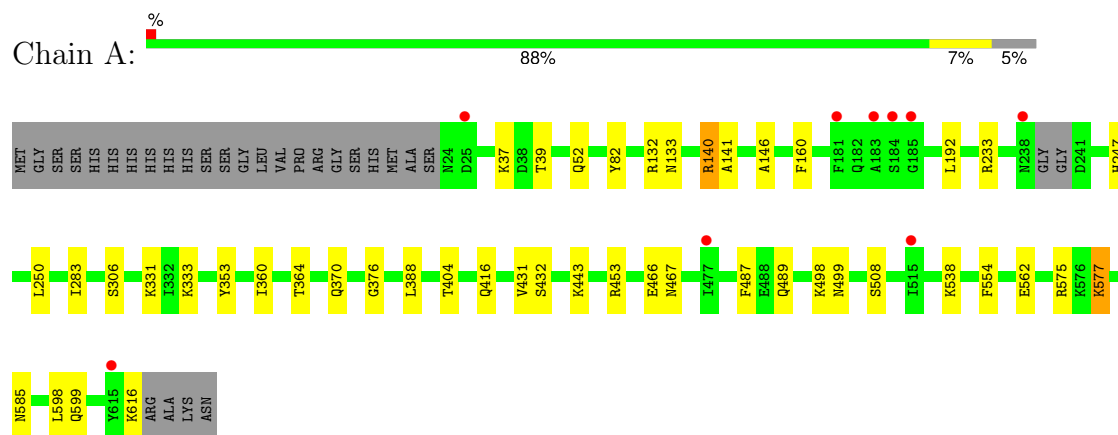 %
Chain A:
88% 7% 5%
MET GLY SER SER HIS HIS HIS HIS HIS HIS SER SER GLY LEU VAL PRO ARG GLY SER HIS MET ALA SER N24 D25 K37 D38 T39 Q52 Y82 R132 N133 R140 A141 A146 F160 F181 Q182 A183 S184 G185 L192 R233 N238 GLY GLY D241 H247
L250 I283 S306 K331 I332 K333 Y353 I360 T364 Q370 G376 L388 T404 Q416 V431 S432 K443 R453 E466 N467 I477 F487 E488 Q489 K498 N499 S508 I515 K538 F554 E562 R575 K576 K577
N585 L598 Q599 Y615 K616 ARG ALA LYS ASN